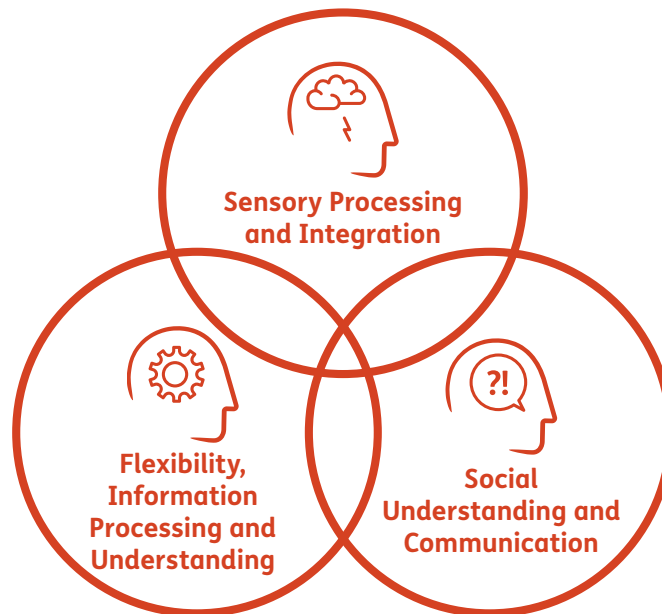 Sensory Processing
and Integration
?!
Flexibility,
Information
Processing and
Understanding
Social
Understanding and
Communication